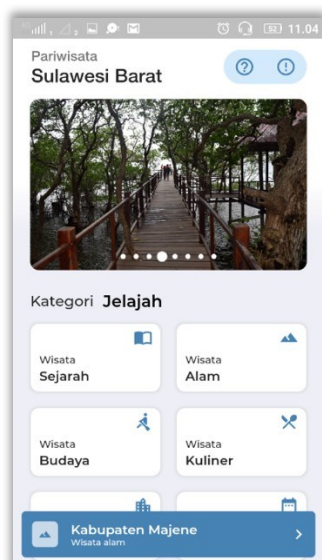 52 11.04
Pariwisata
Sulawesi Barat
Kategori Jelajah
Wisata
Sejarah
Wisata
Alam
Wisata
Budaya
Wisata
Kuliner
Kabupaten Majene
Wisata alam